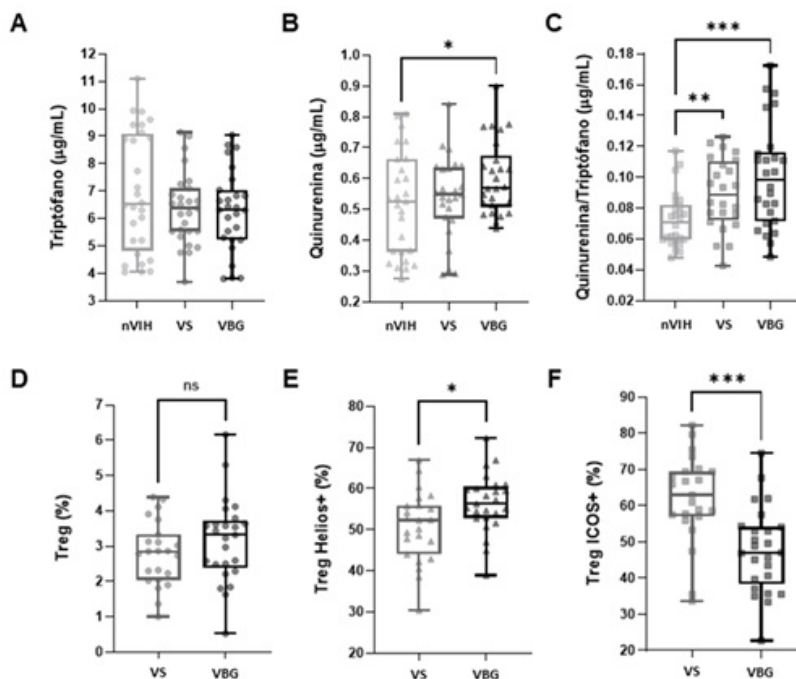 A
Triptófano (µg/mL)
12
11
10
9
8
7
6
5
4
3
nVIH VS VBG
B
Quinurenina (µg/mL)
*
1.0
0.9
0.8
0.7
0.6
0.5
0.4
0.3
0.2
nVIH VS VBG
C
Quinurenina/Triptófano (µg/mL)
***
**
0.18
0.16
0.14
0.12
0.10
0.08
0.06
0.04
0.02
nVIH VS VBG
D
Treg (%)
ns
7
6
5
4
3
2
1
0
VS VBG
E
Treg Helios+ (%)
*
80
70
60
50
40
30
20
VS VBG
F
Treg ICOS+ (%)
***
90
80
70
60
50
40
30
20
VS VBG